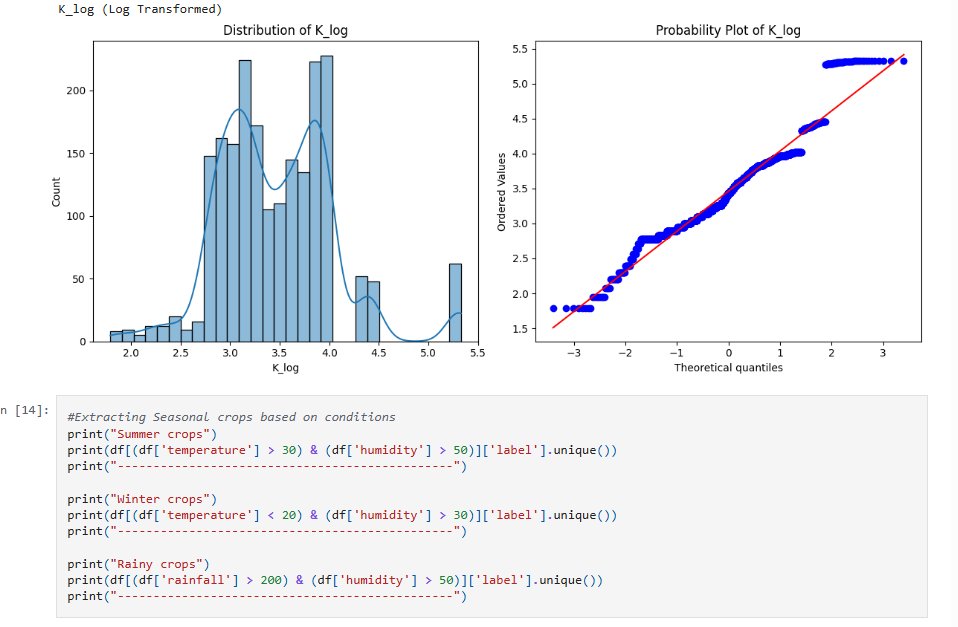 K_log (Log Transformed)
Distribution of K_log
Probability Plot of K_log
200
150
100
50
0
Count
2.0 2.5 3.0 3.5 4.0 4.5 5.0 5.5
K_log
5.5
5.0
4.5
4.0
3.5
3.0
2.5
2.0
1.5
Ordered Values
−3 −2 −1 0 1 2 3
Theoretical quantiles
n [14]:
#Extracting Seasonal crops based on conditions
print("Summer crops")
print(df[(df['temperature'] > 30) & (df['humidity'] > 50)]['label'].unique())
print("---------------------------------------------")
print("Winter crops")
print(df[(df['temperature'] < 20) & (df['humidity'] > 30)]['label'].unique())
print("---------------------------------------------")
print("Rainy crops")
print(df[(df['rainfall'] > 200) & (df['humidity'] > 50)]['label'].unique())
print("---------------------------------------------")